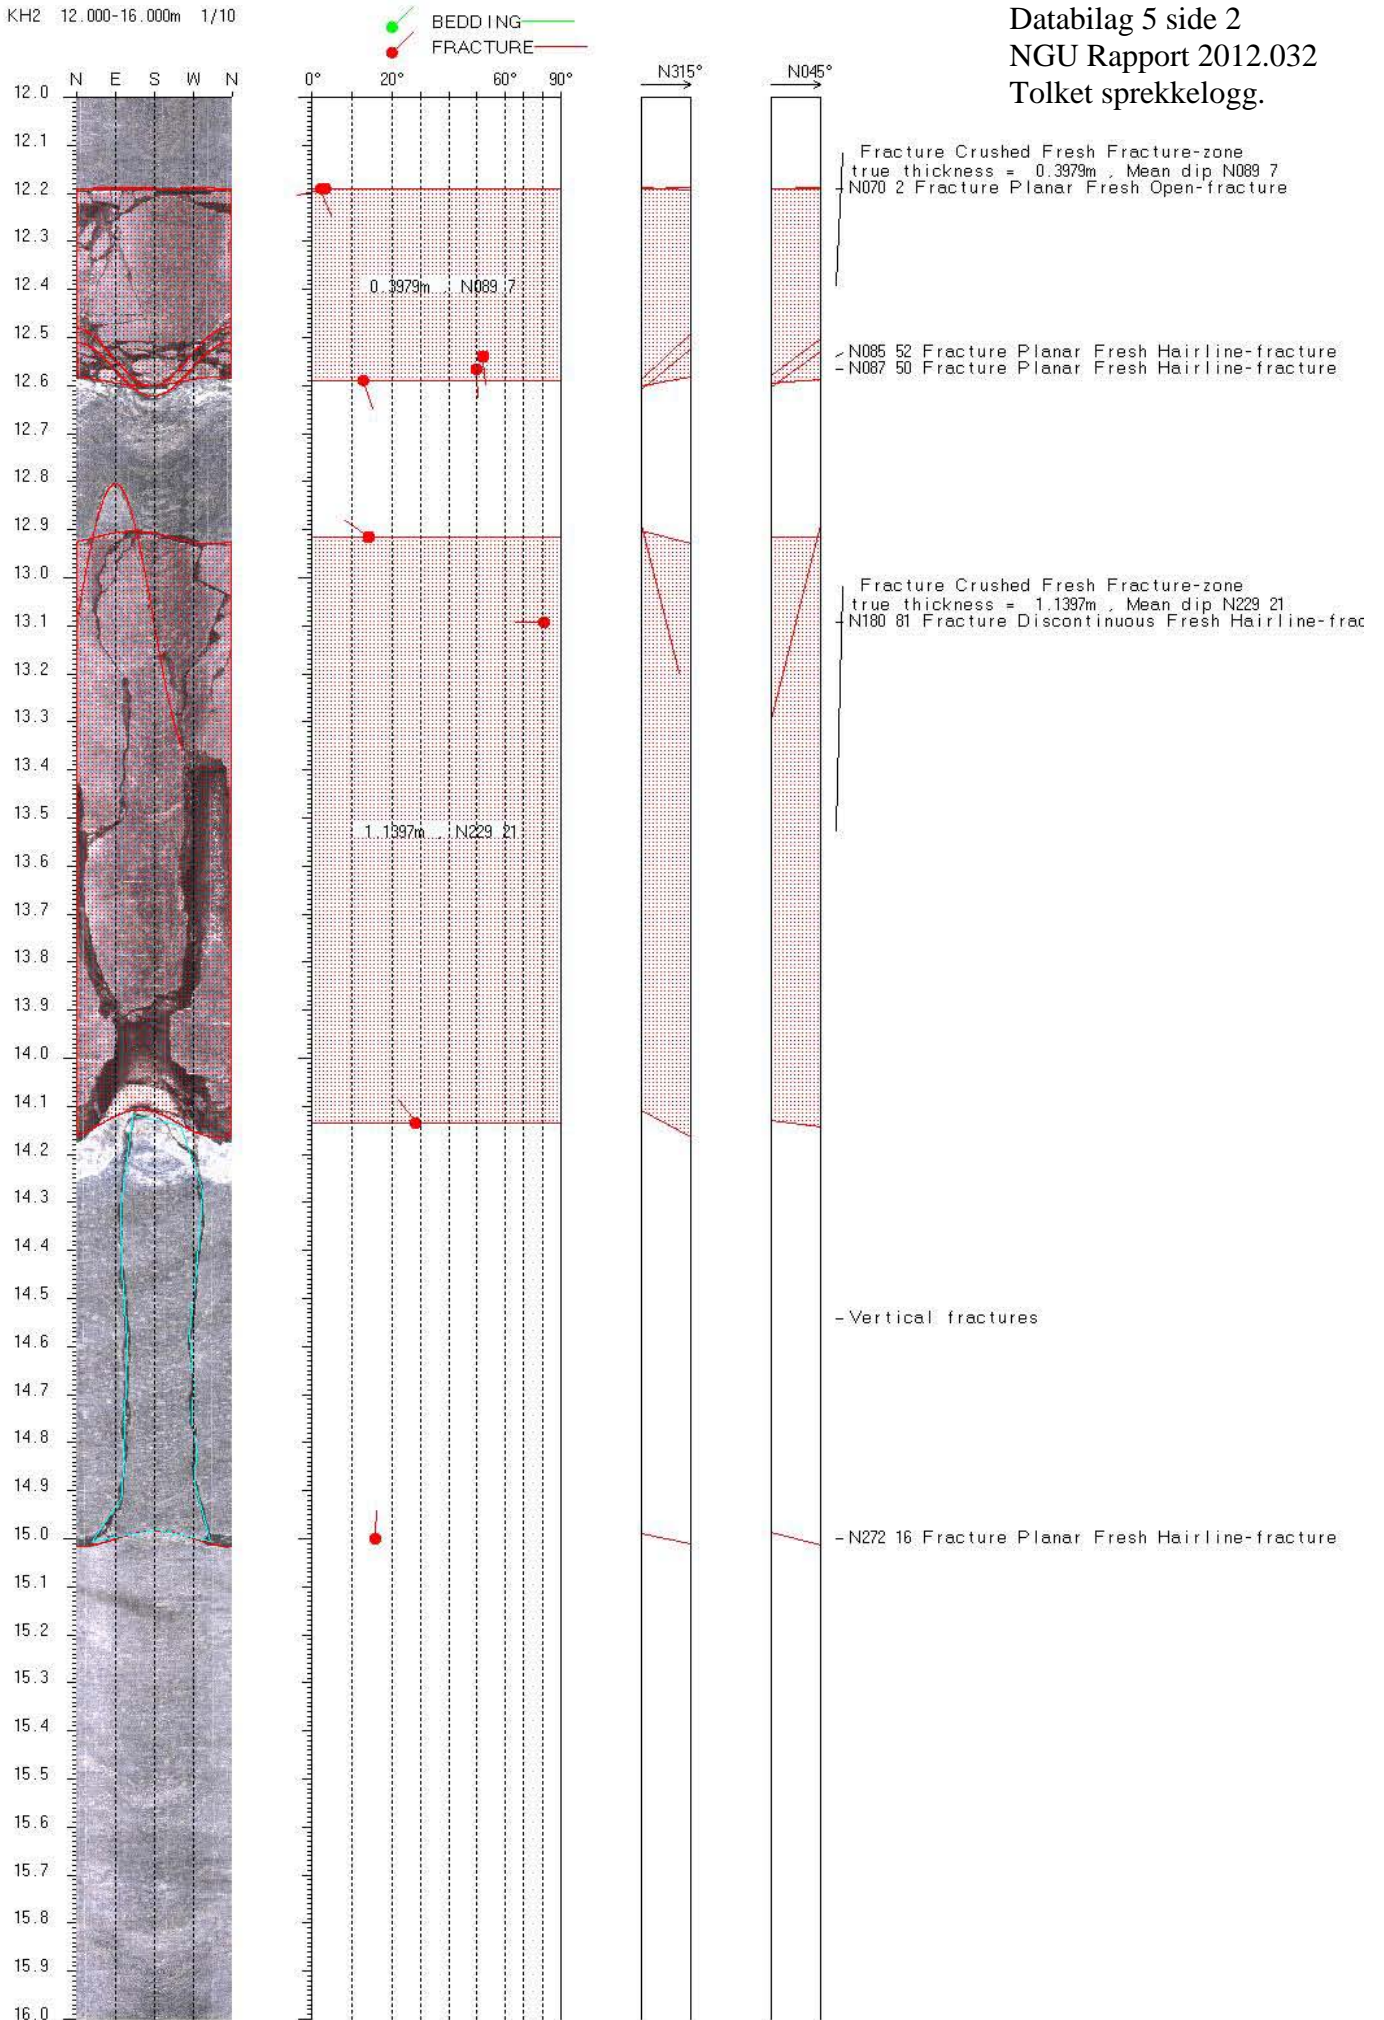 KH2 12.000-16.000m 1/10
BEDDING
FRACTURE
Databilag 5 side 2
NGU Rapport 2012.032
Tolket sprekkelogg.
N E S W N
0° 20° 60° 90°
N315°
N045°
12.0
12.1
Fracture Crushed Fresh Fracture-zone
true thickness = 0.3979m , Mean dip N089 7
12.2
N070 2 Fracture Planar Fresh Open-fracture
12.3
12.4
0.3979m , N089 7
12.5
N085 52 Fracture Planar Fresh Hairline-fracture
N087 50 Fracture Planar Fresh Hairline-fracture
12.6
12.7
12.8
12.9
13.0
Fracture Crushed Fresh Fracture-zone
true thickness = 1.1397m , Mean dip N229 21
13.1
N180 81 Fracture Discontinuous Fresh Hairline-frac
13.2
13.3
13.4
13.5
1.1397m , N229 21
13.6
13.7
13.8
13.9
14.0
14.1
14.2
14.3
14.4
14.5
Vertical fractures
14.6
14.7
14.8
14.9
15.0
N272 16 Fracture Planar Fresh Hairline-fracture
15.1
15.2
15.3
15.4
15.5
15.6
15.7
15.8
15.9
16.0